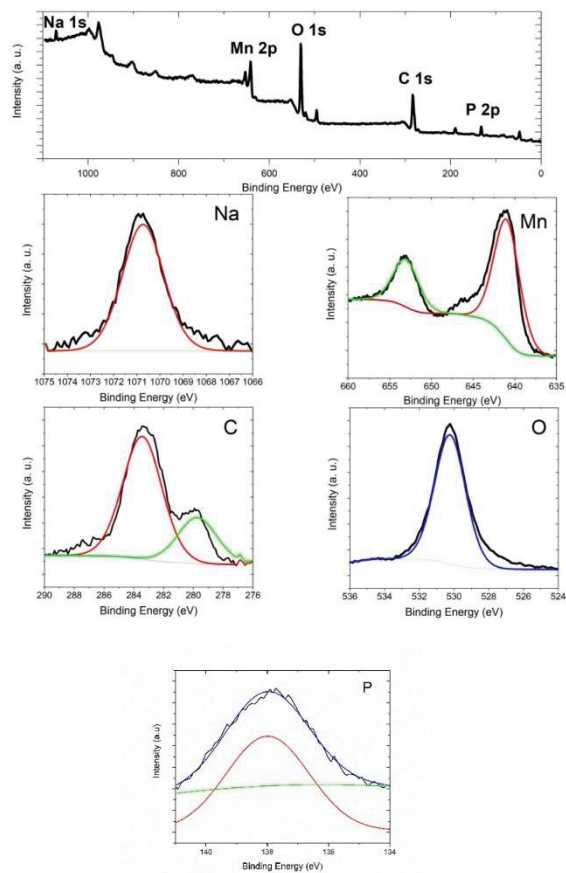 Na 1s
Mn 2p
O 1s
C 1s
P 2p
Intensity (a. u.)
1000 800 600 400 200 0
Binding Energy (eV)
Na
Intensity (a. u.)
1075 1074 1073 1072 1071 1070 1069 1068 1067 1066
Binding Energy (eV)
Mn
Intensity (a. u.)
660 655 650 645 640 635
Binding Energy (eV)
C
Intensity (a. u.)
290 288 286 284 282 280 278 276
Binding Energy (eV)
O
Intensity (a. u.)
536 534 532 530 528 526 524
Binding Energy (eV)
P
Intensity (a.u)
140 138 136 134
Binding Energy (eV)